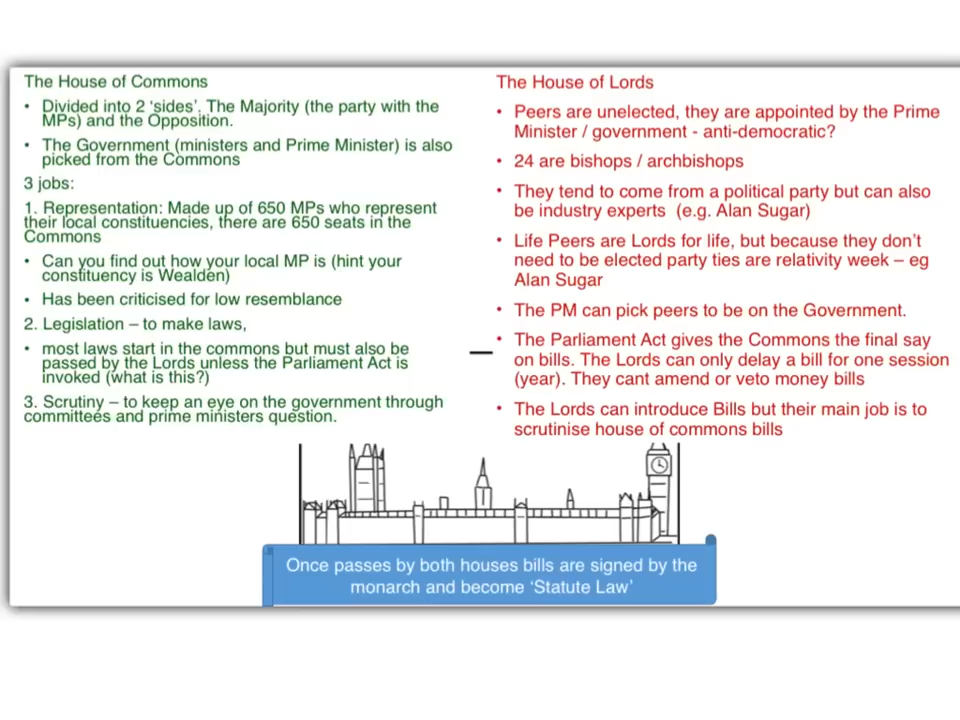 The House of Commons
• Divided into 2 ‘sides’. The Majority (the party with the
MPs) and the Opposition.
• The Government (ministers and Prime Minister) is also
picked from the Commons
3 jobs:
1. Representation: Made up of 650 MPs who represent
their local constituencies, there are 650 seats in the
Commons
• Can you find out how your local MP is (hint your
constituency is Wealden)
• Has been criticised for low resemblance
2. Legislation – to make laws,
• most laws start in the commons but must also be
passed by the Lords unless the Parliament Act is
invoked (what is this?)
3. Scrutiny – to keep an eye on the government through
committees and prime ministers question.
The House of Lords
• Peers are unelected, they are appointed by the Prime
Minister / government - anti-democratic?
• 24 are bishops / archbishops
• They tend to come from a political party but can also
be industry experts (e.g. Alan Sugar)
• Life Peers are Lords for life, but because they don’t
need to be elected party ties are relativity week – eg
Alan Sugar
• The PM can pick peers to be on the Government.
• The Parliament Act gives the Commons the final say
on bills. The Lords can only delay a bill for one session
(year). They cant amend or veto money bills
• The Lords can introduce Bills but their main job is to
scrutinise house of commons bills
Once passes by both houses bills are signed by the
monarch and become ‘Statute Law’